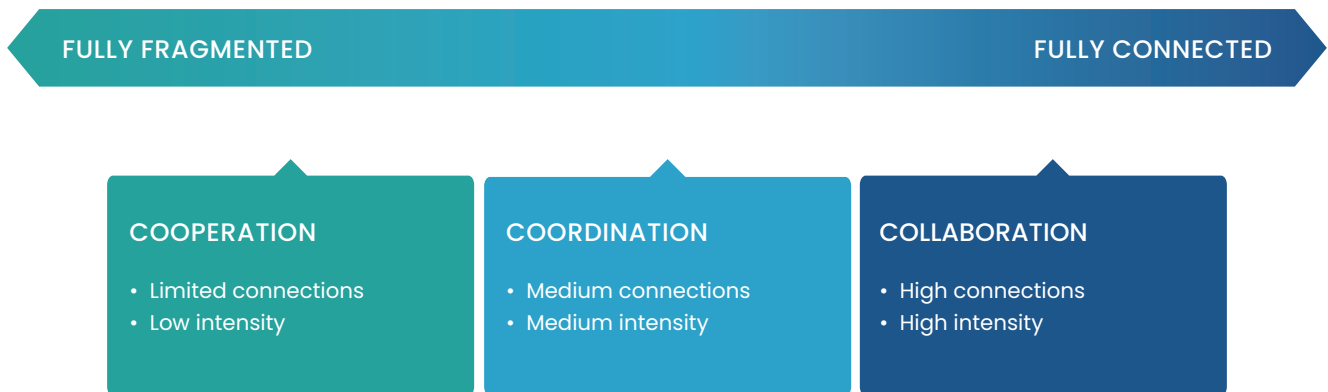 FULLY FRAGMENTED
FULLY CONNECTED
COOPERATION
• Limited connections
• Low intensity
COORDINATION
• Medium connections
• Medium intensity
COLLABORATION
• High connections
• High intensity